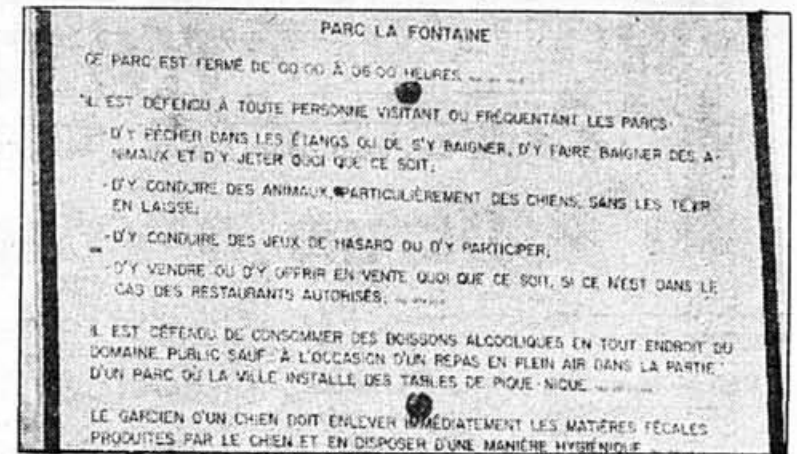 PARC LA FONTAINE
CE PARC EST FERMÉ DE 00:00 À 06:00 HEURES
IL EST DÉFENDU À TOUTE PERSONNE VISITANT OU FRÉQUENTANT LES PARCS:
- D'Y PÊCHER DANS LES ÉTANGS OU DE S'Y BAIGNER, D'Y FAIRE BAIGNER DES A-
NIMAUX ET D'Y JETER QUOI QUE CE SOIT;
- D'Y CONDUIRE DES ANIMAUX, PARTICULIÈREMENT DES CHIENS, SANS LES TENIR
EN LAISSE;
- D'Y CONDUIRE DES JEUX DE HASARD OU D'Y PARTICIPER;
- D'Y VENDRE OU D'Y OFFRIR EN VENTE QUOI QUE CE SOIT, SI CE N'EST DANS LE
CAS DES RESTAURANTS AUTORISÉS;
IL EST DÉFENDU DE CONSOMMER DES BOISSONS ALCOOLIQUES EN TOUT ENDROIT DU
DOMAINE PUBLIC SAUF À L'OCCASION D'UN REPAS EN PLEIN AIR DANS LA PARTIE
D'UN PARC OÙ LA VILLE INSTALLE DES TABLES DE PIQUE-NIQUE
LE GARDIEN D'UN CHIEN DOIT ENLEVER IMMÉDIATEMENT LES MATIÈRES FÉCALES
PRODUITES PAR LE CHIEN ET EN DISPOSER D'UNE MANIÈRE HYGIÉNIQUE